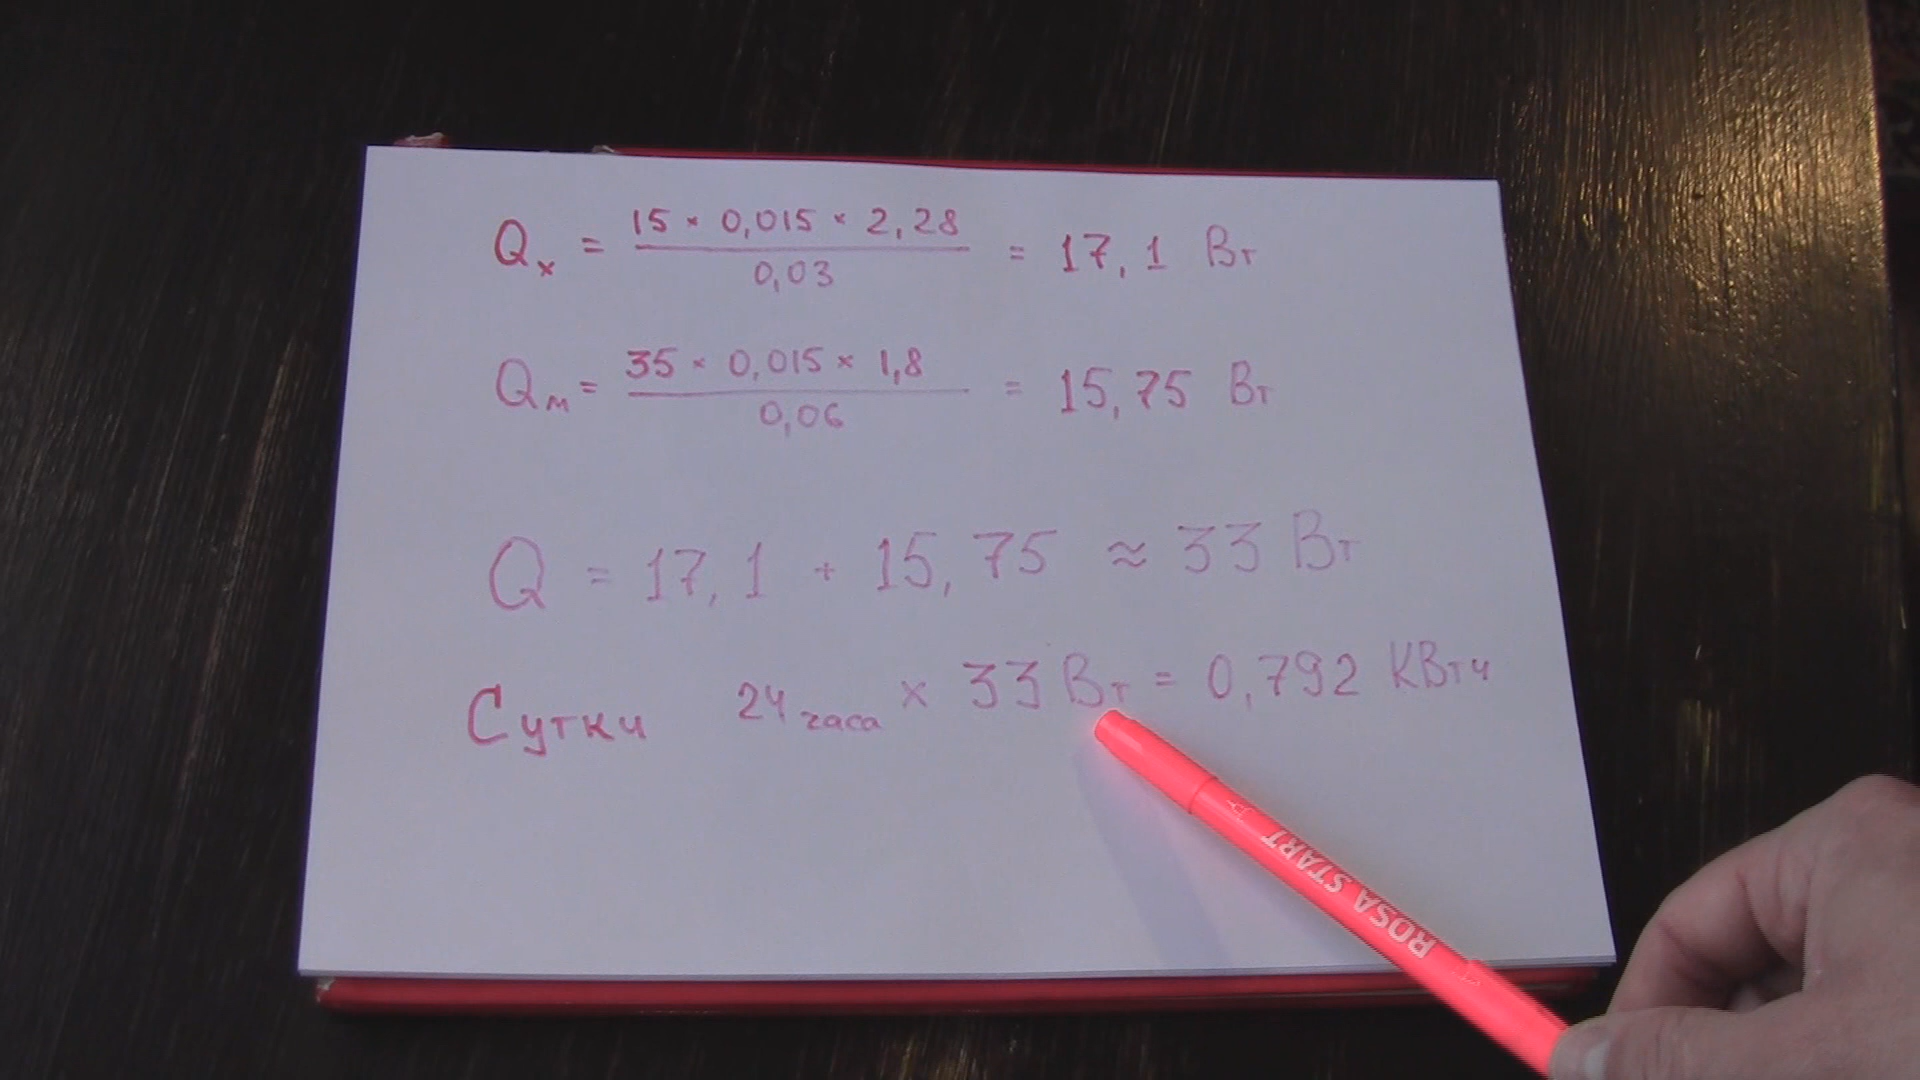 Qх = 15 × 0,015 × 2,28 / 0,03 = 17,1 Вт
Qм = 35 × 0,015 × 1,8 / 0,06 = 15,75 Вт
Q = 17,1 + 15,75 ≈ 33 Вт
Сутки 24 часа × 33 Вт = 0,792 КВтч
ROSA START